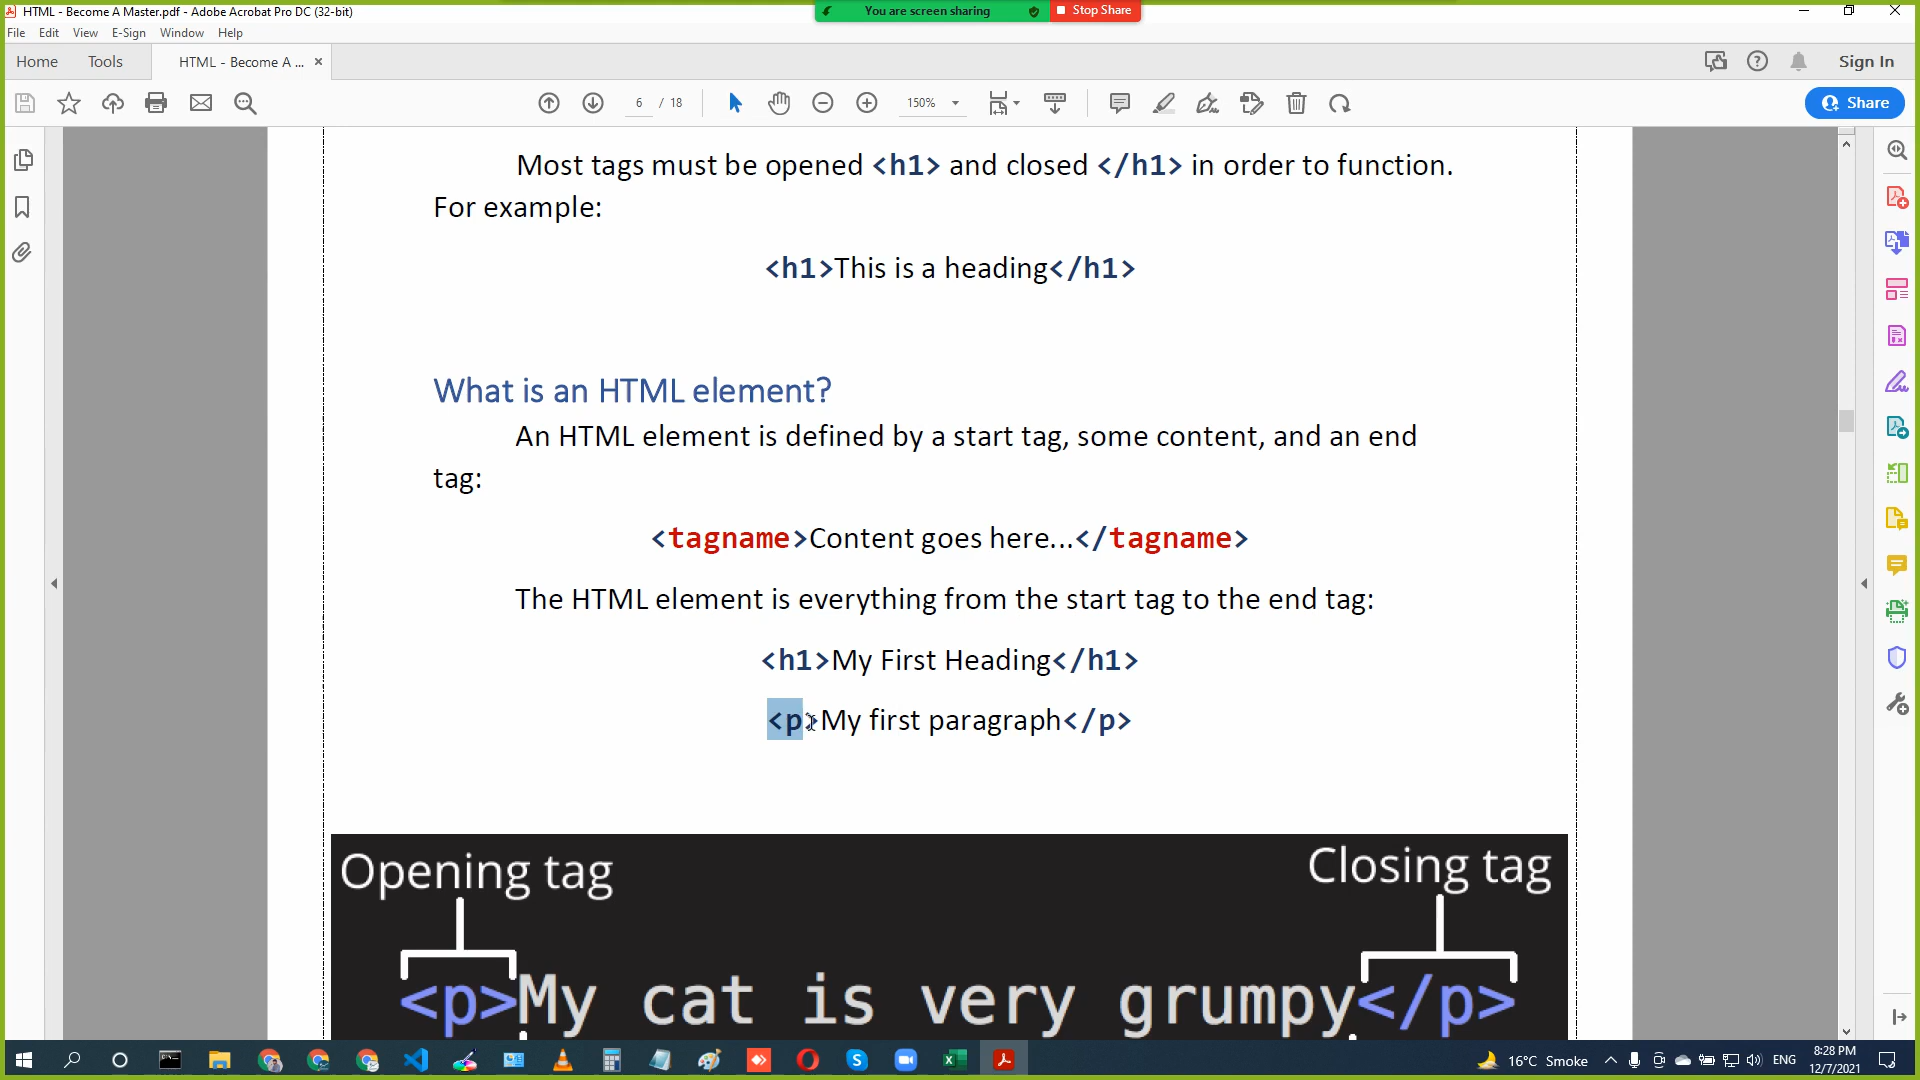 HTML - Become A Master.pdf - Adobe Acrobat Pro DC (32-bit)
You are screen sharing
Stop Share
File Edit View E-Sign Window Help
Home Tools HTML - Become A ... ×
Sign In
6 / 18
150%
Share
Most tags must be opened <h1> and closed </h1> in order to function.
For example:
<h1>This is a heading</h1>
What is an HTML element?
An HTML element is defined by a start tag, some content, and an end
tag:
<tagname>Content goes here...</tagname>
The HTML element is everything from the start tag to the end tag:
<h1>My First Heading</h1>
<p>My first paragraph</p>
Opening tag
Closing tag
<p>My cat is very grumpy</p>
16°C Smoke
ENG
8:28 PM
12/7/2021